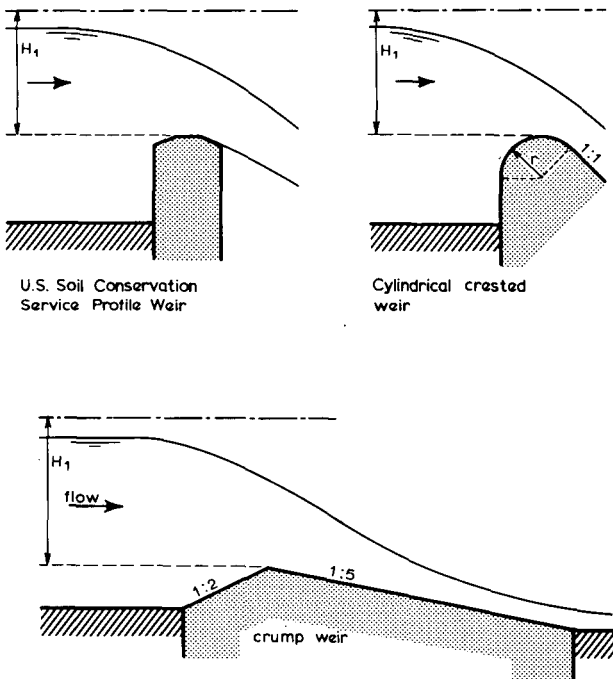 H₁
U.S. Soil Conservation
Service Profile Weir
H₁
r
1:1
Cylindrical crested
weir
H₁
flow
1:2
1:5
crump weir